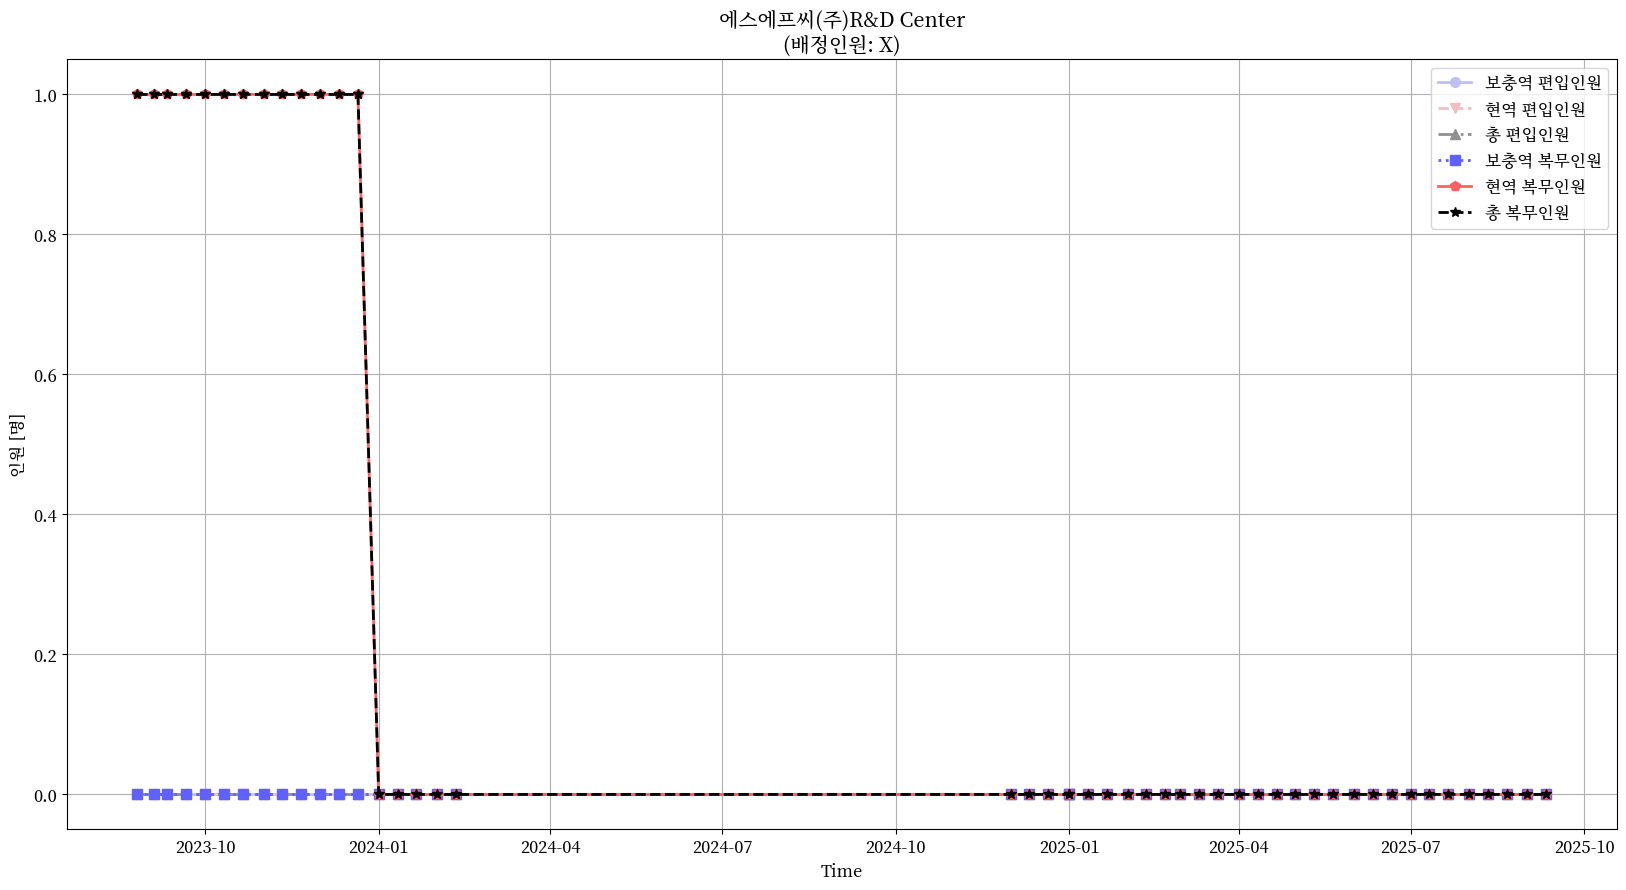 에스에프씨(주)R&D Center
(배정인원: X)
보충역 편입인원
현역 편입인원
총 편입인원
보충역 복무인원
현역 복무인원
총 복무인원
1.0
0.8
0.6
0.4
0.2
0.0
인원 [명]
2023-10
2024-01
2024-04
2024-07
2024-10
2025-01
2025-04
2025-07
2025-10
Time